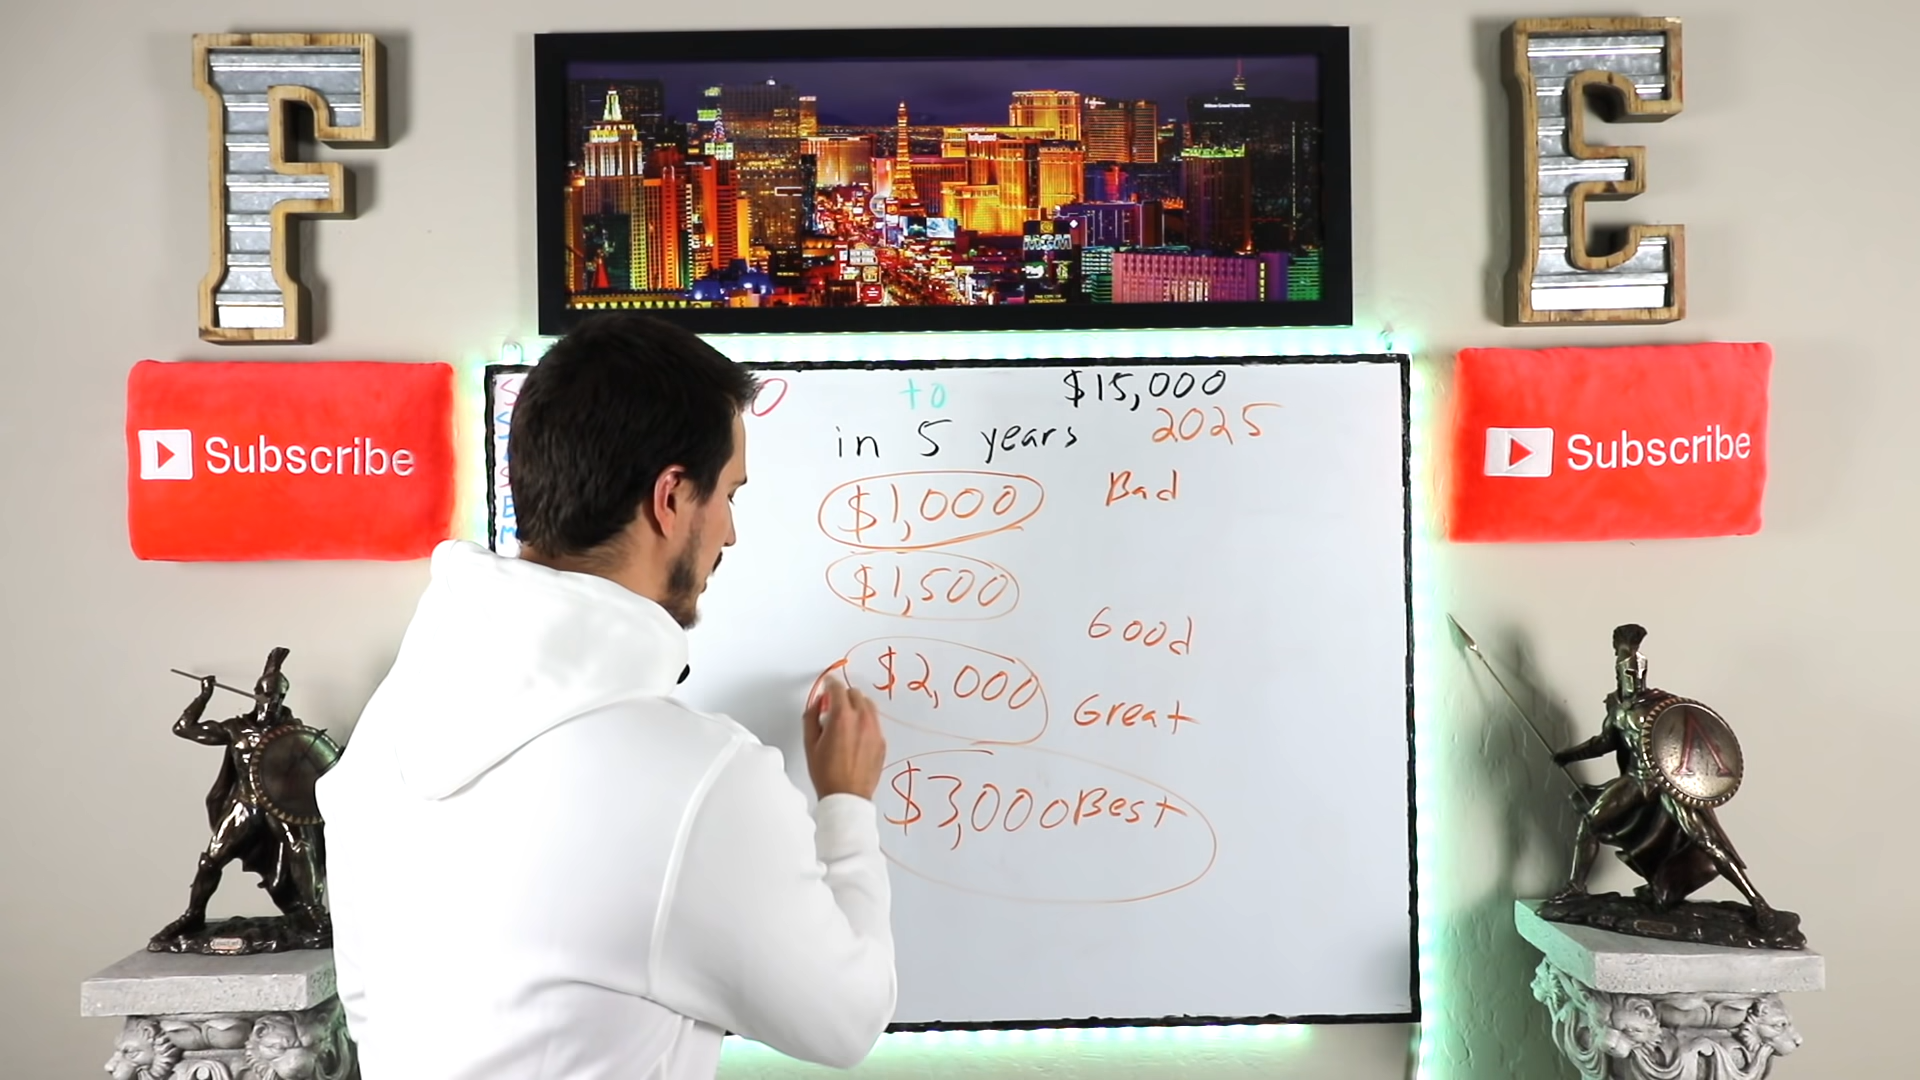 Subscribe
Subscribe
MGM
to $15,000
in 5 years 2025
$1,000 Bad
$1,500
Good
$2,000
Great
$3,000 Best
F
E